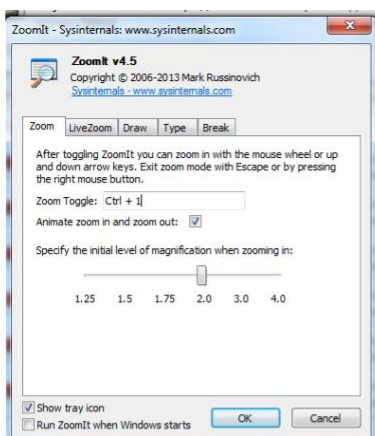 ZoomIt - Sysinternals: www.sysinternals.com
ZoomIt v4.5
Copyright © 2006-2013 Mark Russinovich
Sysinternals - www.sysinternals.com
Zoom LiveZoom Draw Type Break
After toggling ZoomIt you can zoom in with the mouse wheel or up
and down arrow keys. Exit zoom mode with Escape or by pressing
the right mouse button.
Zoom Toggle: Ctrl + 1
Animate zoom in and zoom out:
Specify the initial level of magnification when zooming in:
1.25 1.5 1.75 2.0 3.0 4.0
Show tray icon
Run ZoomIt when Windows starts
OK Cancel